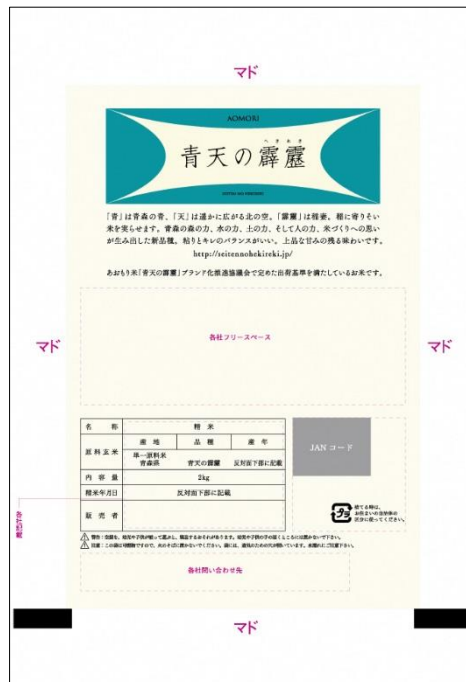 マド
AOMORI
へきれき
青天の霹靂
「青」は青森の青、「天」は遥かに広がる北の空。「霹靂」は稲妻。稲に寄りそい
米を実らせます。青森の森の力、水の力、土の力、そして人の力、米づくりへの思い
が生み出した新品種。粘りとキレのバランスがいい。上品な甘みの残る味わいです。
http://seitennohekireki.jp/
あおもり米「青天の霹靂」ブランド化推進協議会で定めた出荷基準を満たしているお米です。
各社フリースペース
マド
マド
名 称 精 米
原料玄米 産 地 品 種 産 年
単一原料米
青森県 青天の霹靂 反対面下部に記載
内 容 量 2kg
精米年月日 反対面下部に記載
販 売 者
JAN コード
プラ
捨てる時は、
お住まいの自治体の
区分に従ってください。
各社問い合わせ先
マド